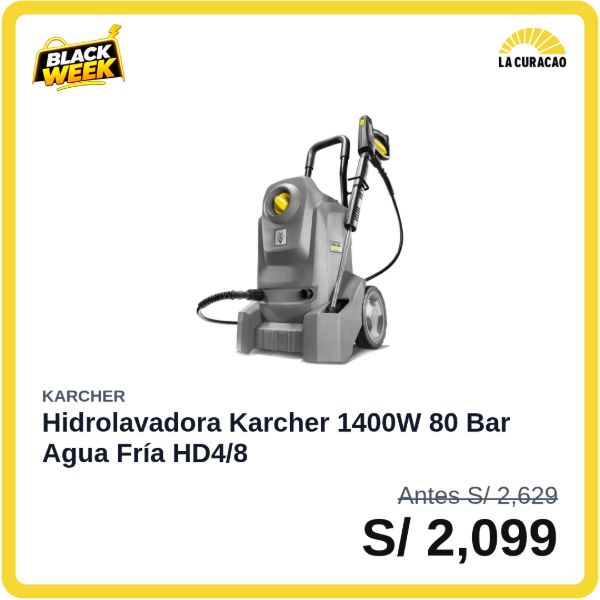 BLACK
WEEK
LA CURACAO
KARCHER
Hidrolavadora Karcher 1400W 80 Bar
Agua Fría HD4/8
Antes S/ 2,629
S/ 2,099